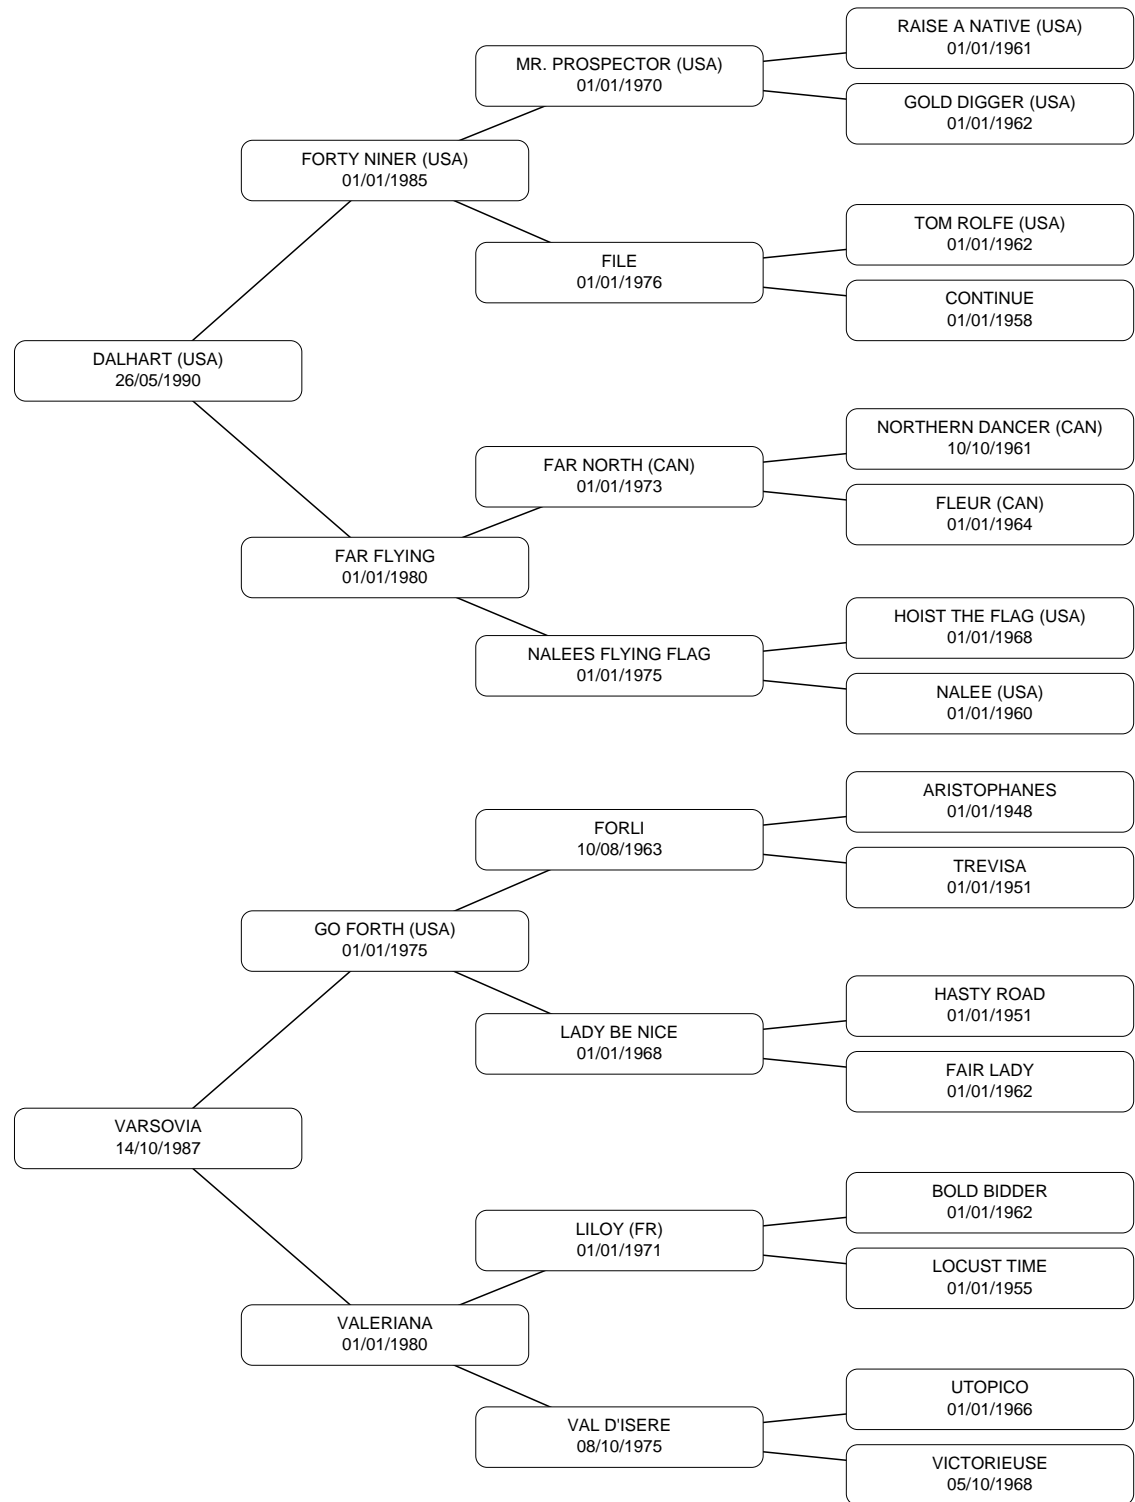 RAISE A NATIVE (USA)
01/01/1961
MR. PROSPECTOR (USA)
01/01/1970
GOLD DIGGER (USA)
01/01/1962
FORTY NINER (USA)
01/01/1985
TOM ROLFE (USA)
01/01/1962
FILE
01/01/1976
CONTINUE
01/01/1958
DALHART (USA)
26/05/1990
NORTHERN DANCER (CAN)
10/10/1961
FAR NORTH (CAN)
01/01/1973
FLEUR (CAN)
01/01/1964
FAR FLYING
01/01/1980
HOIST THE FLAG (USA)
01/01/1968
NALEES FLYING FLAG
01/01/1975
NALEE (USA)
01/01/1960
ARISTOPHANES
01/01/1948
FORLI
10/08/1963
TREVISA
01/01/1951
GO FORTH (USA)
01/01/1975
HASTY ROAD
01/01/1951
LADY BE NICE
01/01/1968
FAIR LADY
01/01/1962
VARSOVIA
14/10/1987
BOLD BIDDER
01/01/1962
LILOY (FR)
01/01/1971
LOCUST TIME
01/01/1955
VALERIANA
01/01/1980
UTOPICO
01/01/1966
VAL D'ISERE
08/10/1975
VICTORIEUSE
05/10/1968